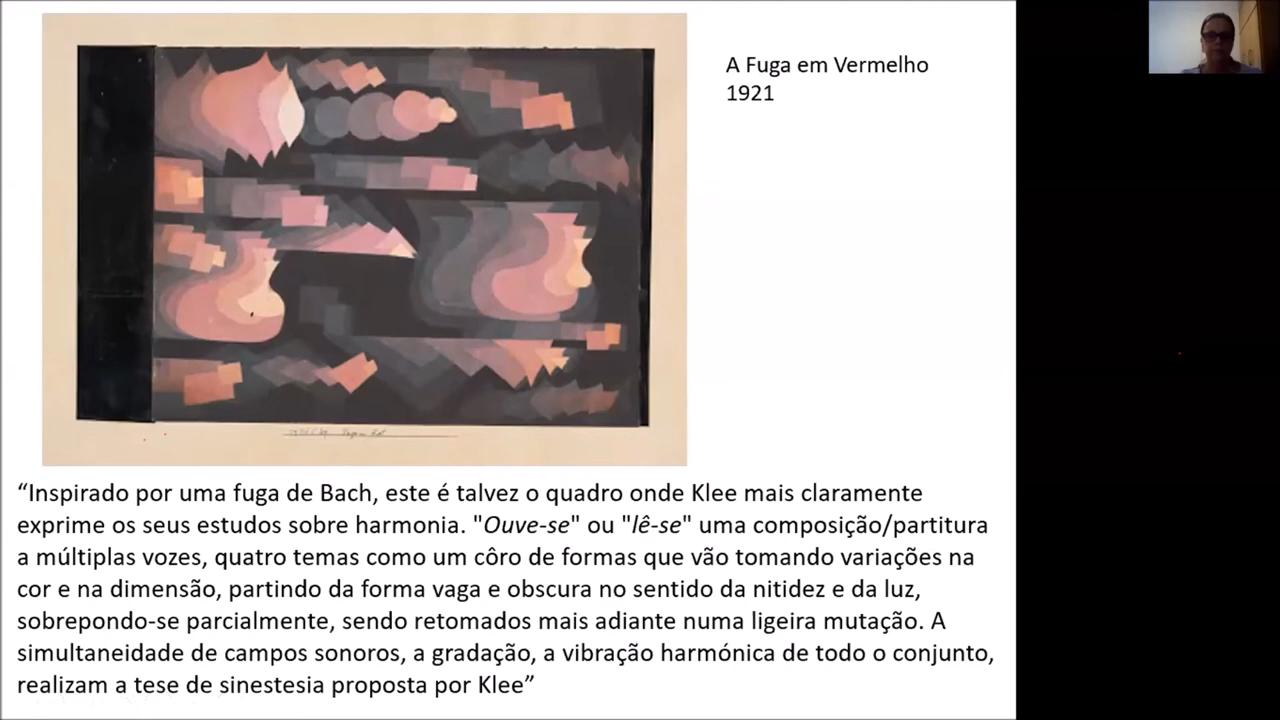 A Fuga em Vermelho
1921
“Inspirado por uma fuga de Bach, este é talvez o quadro onde Klee mais claramente
exprime os seus estudos sobre harmonia. "Ouve-se" ou "lê-se" uma composição/partitura
a múltiplas vozes, quatro temas como um côro de formas que vão tomando variações na
cor e na dimensão, partindo da forma vaga e obscura no sentido da nitidez e da luz,
sobrepondo-se parcialmente, sendo retomados mais adiante numa ligeira mutação. A
simultaneidade de campos sonoros, a gradação, a vibração harmónica de todo o conjunto,
realizam a tese de sinestesia proposta por Klee”